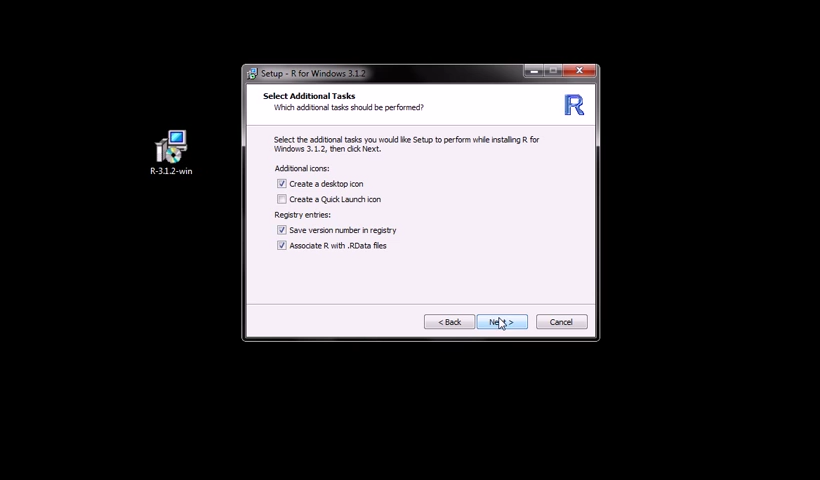 Setup - R for Windows 3.1.2
Select Additional Tasks
Which additional tasks should be performed?
R
Select the additional tasks you would like Setup to perform while installing R for
Windows 3.1.2, then click Next.
Additional icons:
Create a desktop icon
Create a Quick Launch icon
Registry entries:
Save version number in registry
Associate R with .RData files
R-3.1.2-win
< Back
Next >
Cancel